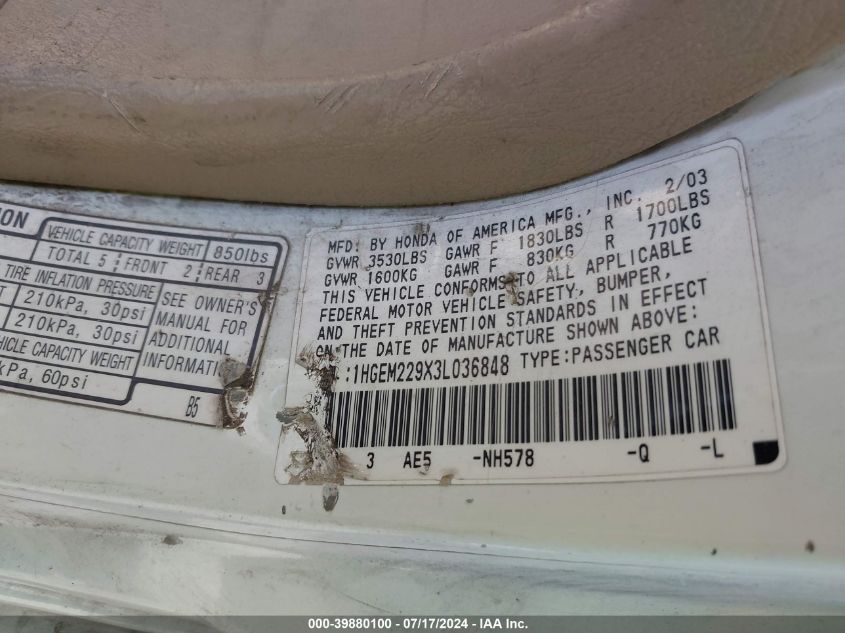 ION
VEHICLE CAPACITY WEIGHT 850lbs
TOTAL 5 FRONT 2 REAR 3
TIRE INFLATION PRESSURE
210kPa, 30psi
210kPa, 30psi
SEE OWNER'S
MANUAL FOR
ADDITIONAL
INFORMATION
VEHICLE CAPACITY WEIGHT
kPa, 60psi
B5
MFD. BY HONDA OF AMERICA MFG., INC. 2/03
GVWR 3530LBS GAWR F 1830LBS R 1700LBS
GVWR 1600KG GAWR F 830KG R 770KG
THIS VEHICLE CONFORMS TO ALL APPLICABLE
FEDERAL MOTOR VEHICLE SAFETY, BUMPER,
AND THEFT PREVENTION STANDARDS IN EFFECT
ON THE DATE OF MANUFACTURE SHOWN ABOVE:
:1HGEM229X3L036848 TYPE:PASSENGER CAR
3 AE5 -NH578 -Q -L
000-39880100 - 07/17/2024 - IAA Inc.